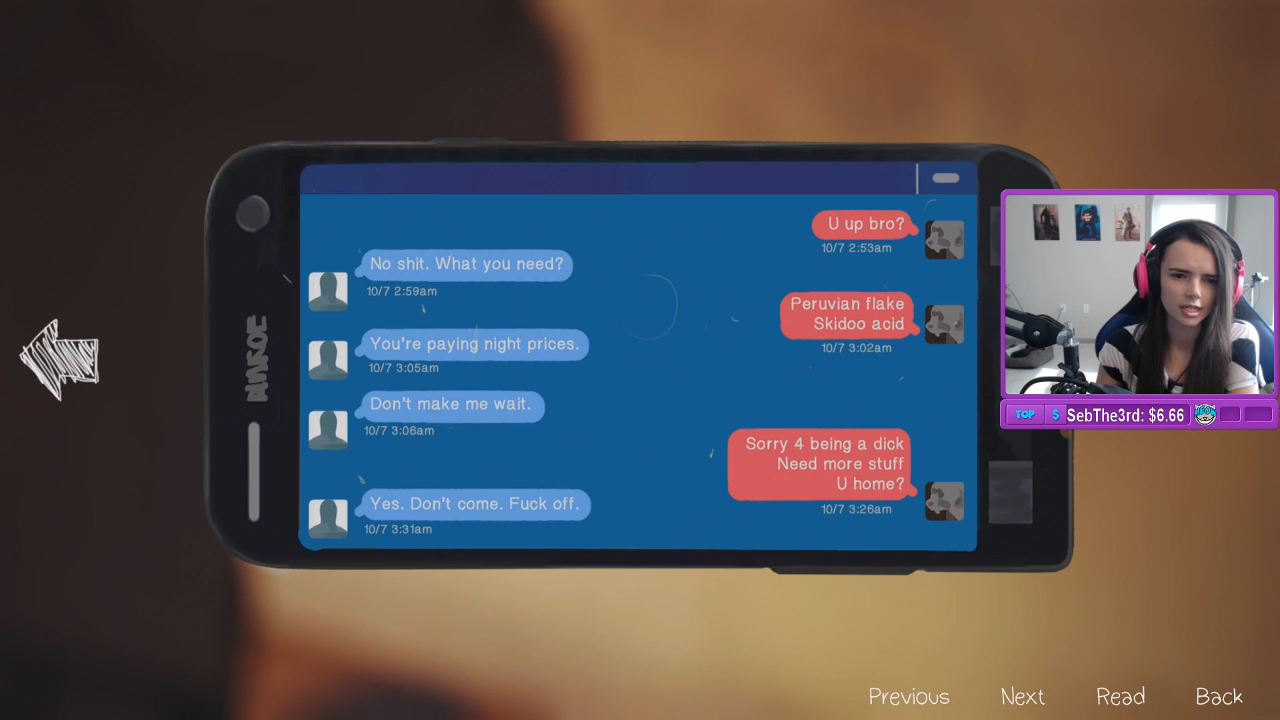 U up bro?
10/7 2:53am
No shit. What you need?
10/7 2:59am
Peruvian flake
Skidoo acid
10/7 3:02am
You're paying night prices.
10/7 3:05am
Don't make me wait.
10/7 3:06am
Sorry 4 being a dick
Need more stuff
U home?
10/7 3:26am
Yes. Don't come. Fuck off.
10/7 3:31am
TOP $ SebThe3rd: $6.66
Previous Next Read Back